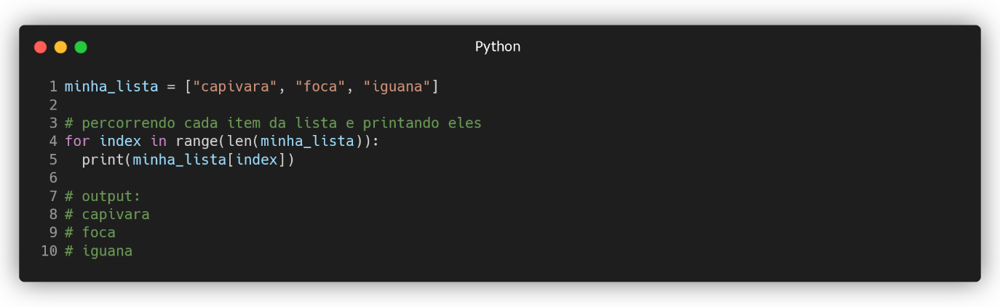 Python
1 minha_lista = ["capivara", "foca", "iguana"]
2
3 # percorrendo cada item da lista e printando eles
4 for index in range(len(minha_lista)):
5   print(minha_lista[index])
6
7 # output:
8 # capivara
9 # foca
10 # iguana